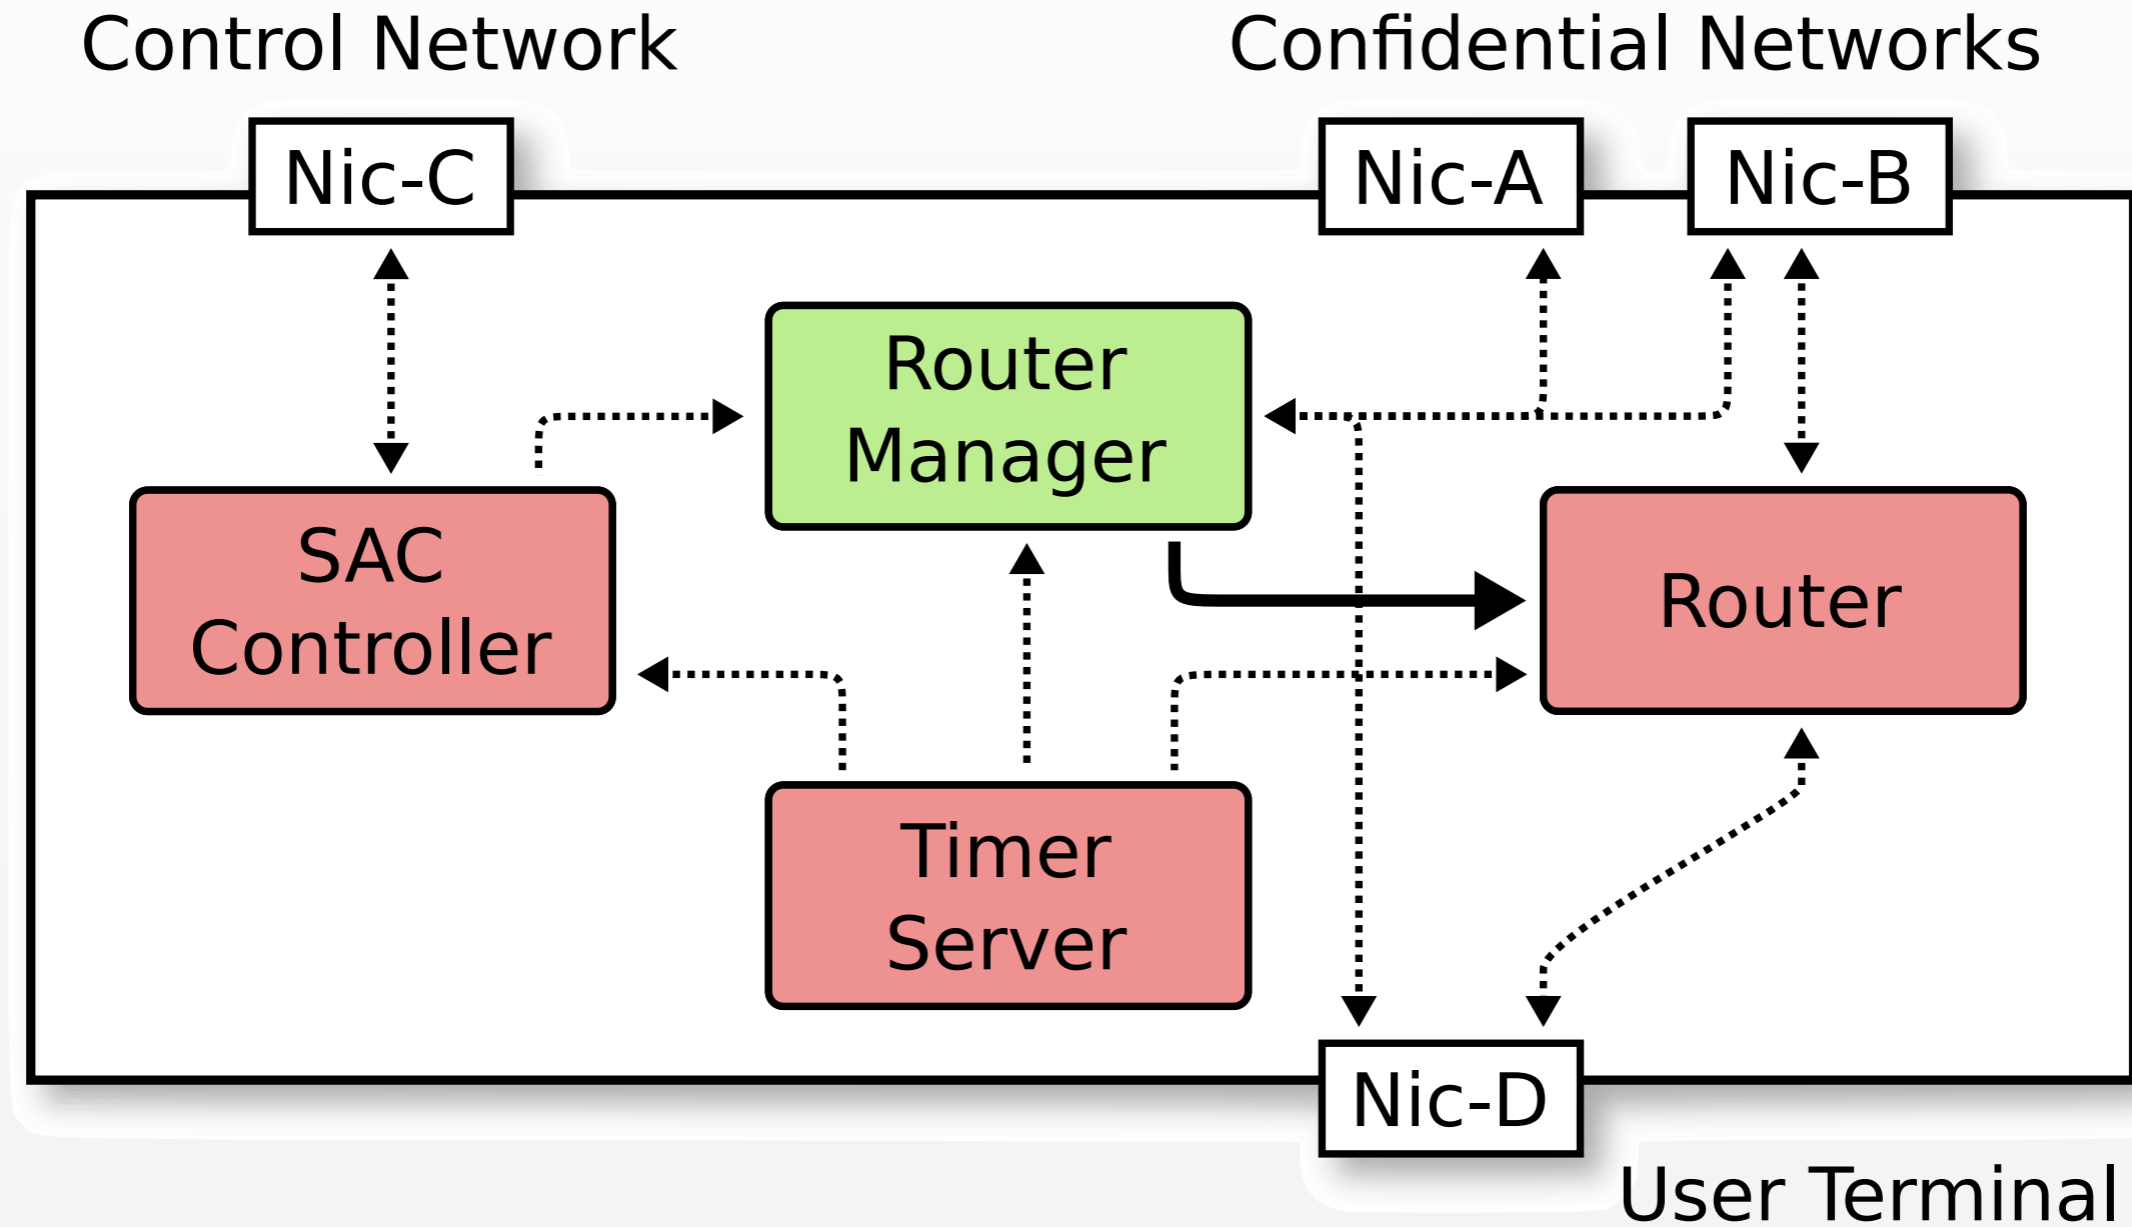 Control Network
Confidential Networks
Nic-C
Nic-A
Nic-B
Router
Manager
SAC
Controller
Router
Timer
Server
Nic-D
User Terminal